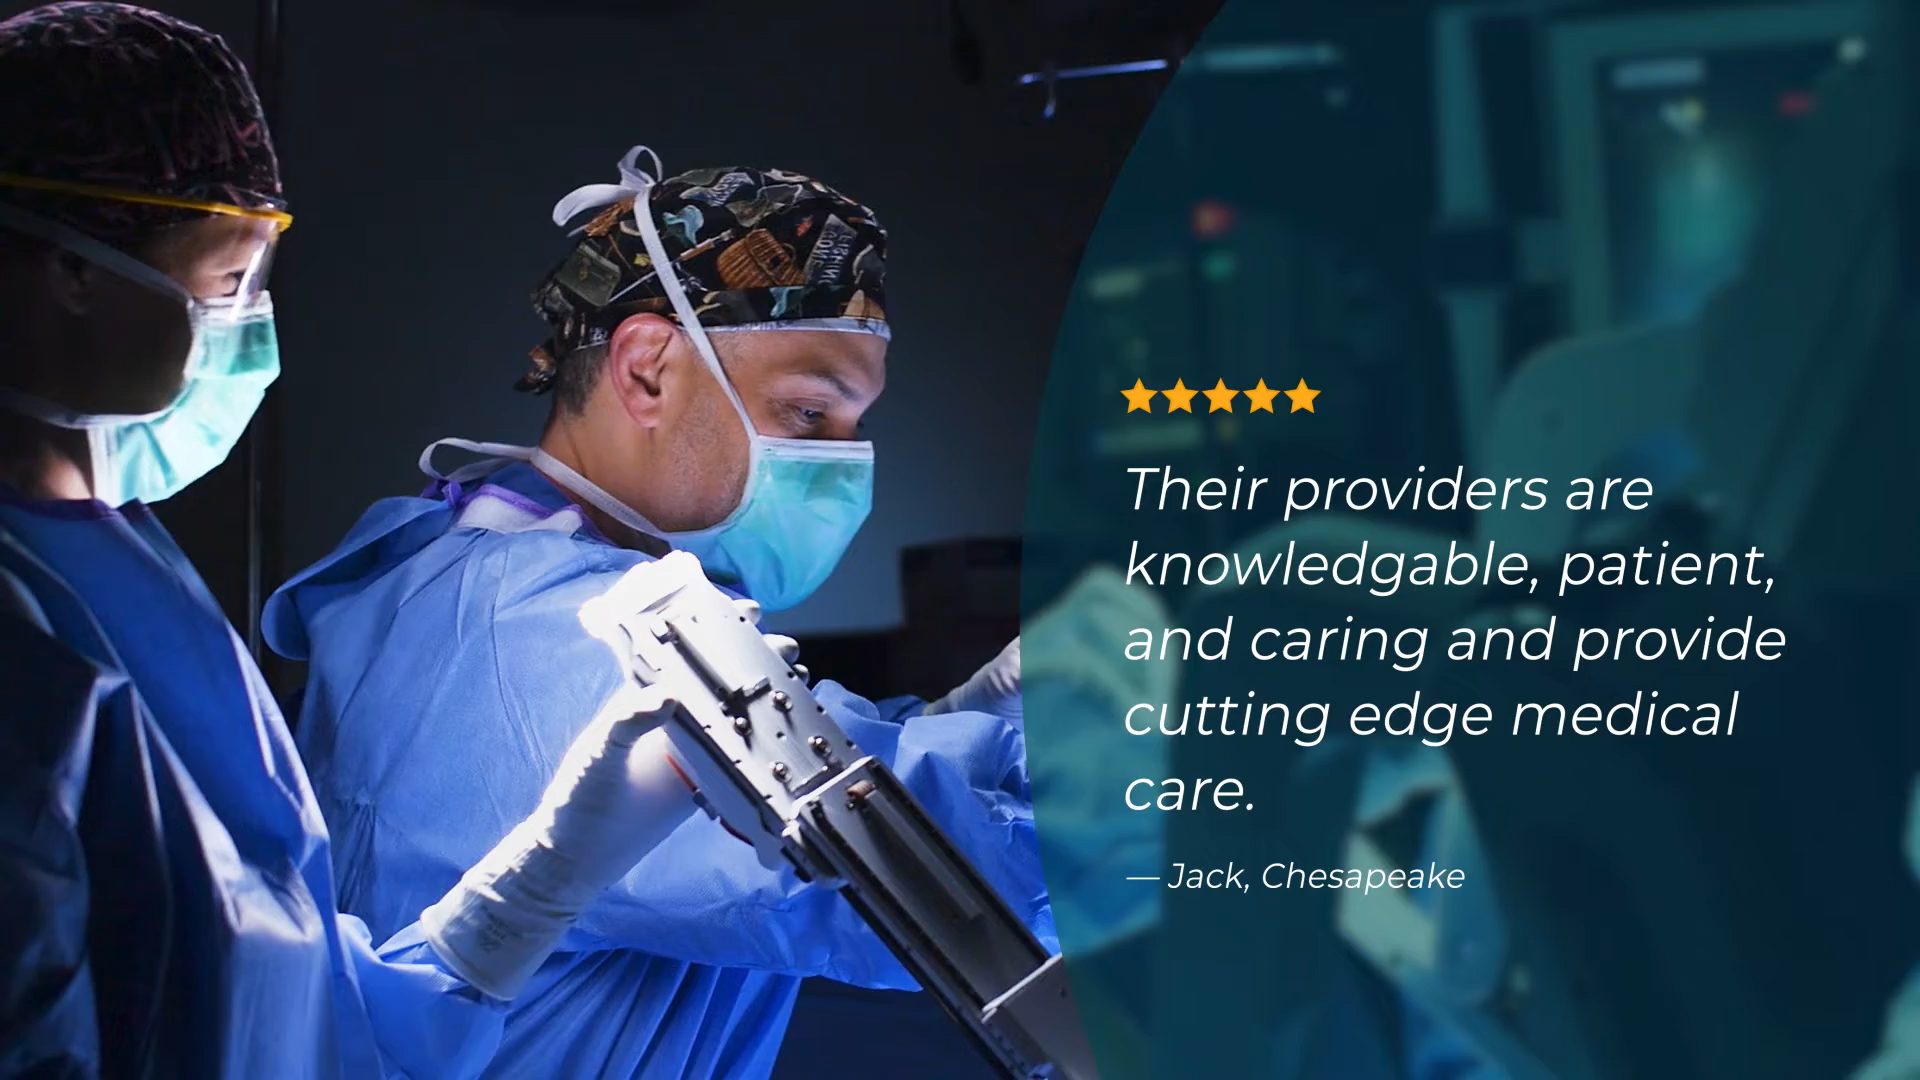 Their providers are
knowledgable, patient,
and caring and provide
cutting edge medical
care.
— Jack, Chesapeake